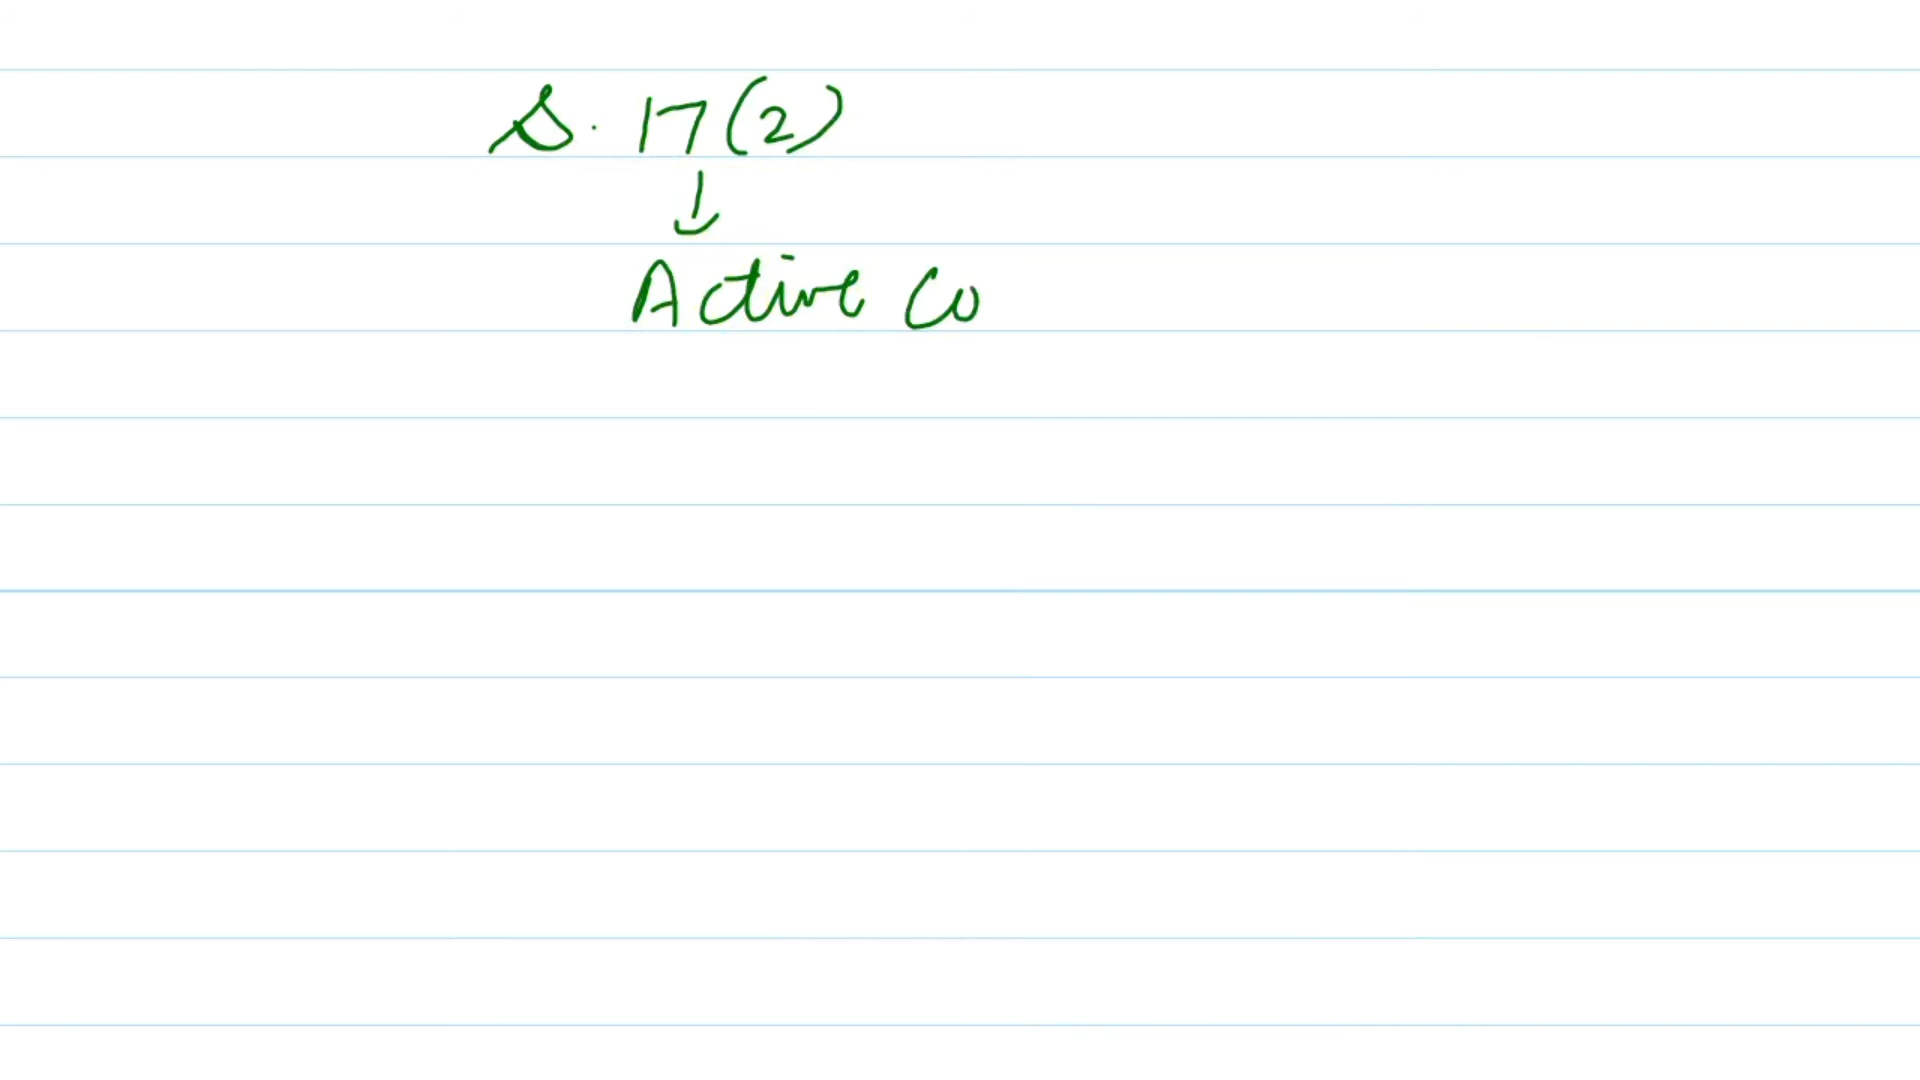 S. 17(2)
↓
Active Co